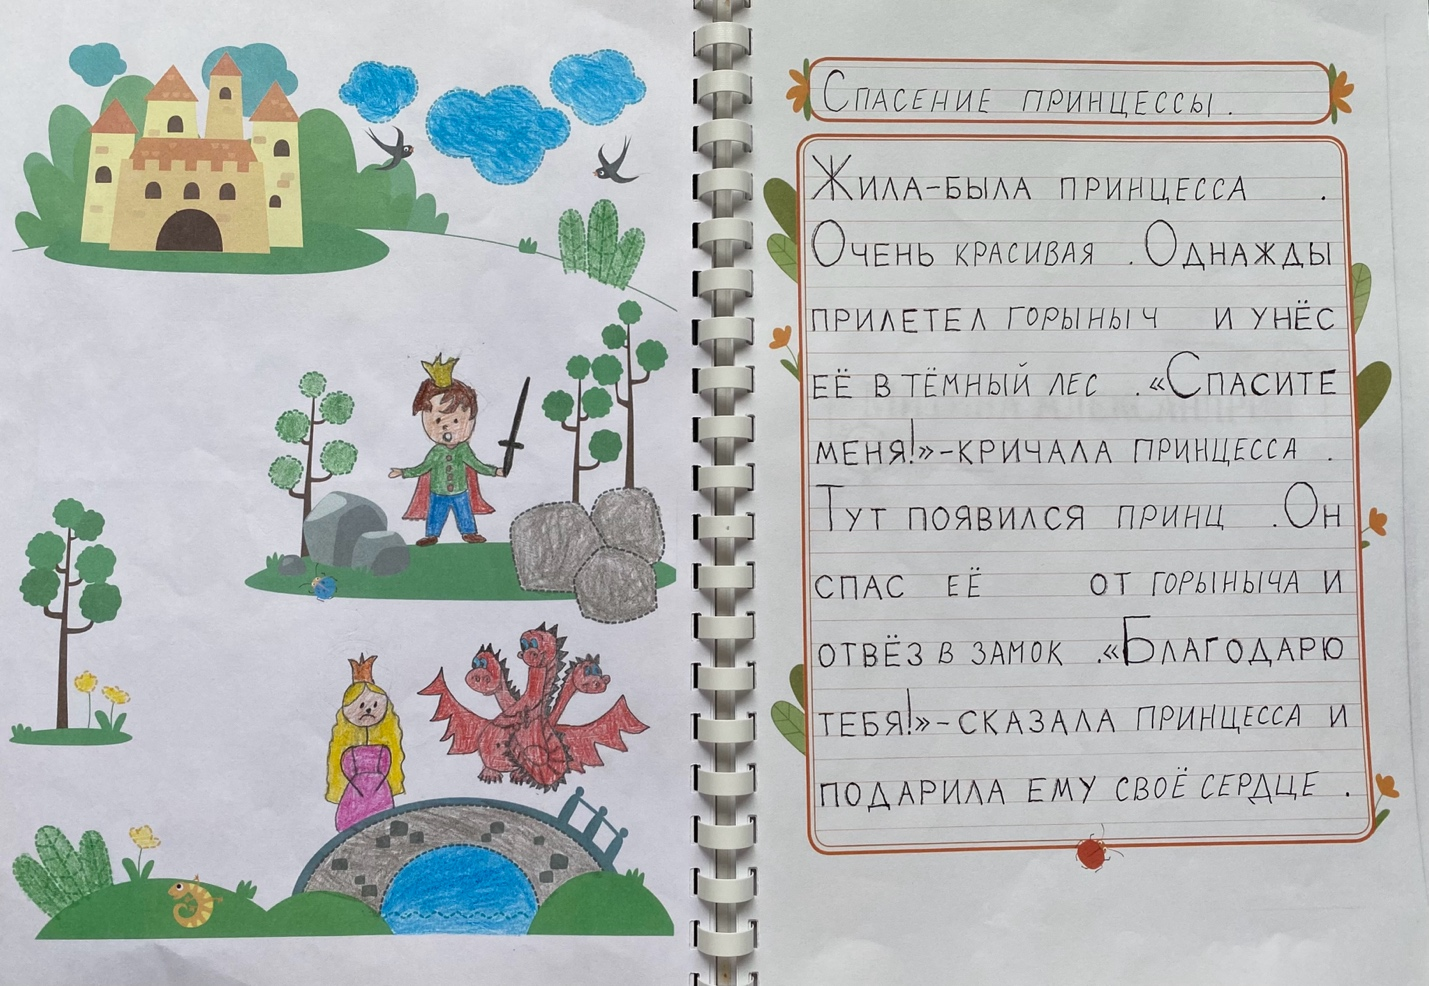 Спасение принцессы.
Жила-была принцесса .
Очень красивая . Однажды
прилетел горыныч и унёс
её в тёмный лес . «Спасите
меня!»-кричала принцесса .
Тут появился принц . Он
спас её от горыныча и
отвёз в замок .«Благодарю
тебя!»-сказала принцесса и
подарила ему своё сердце .